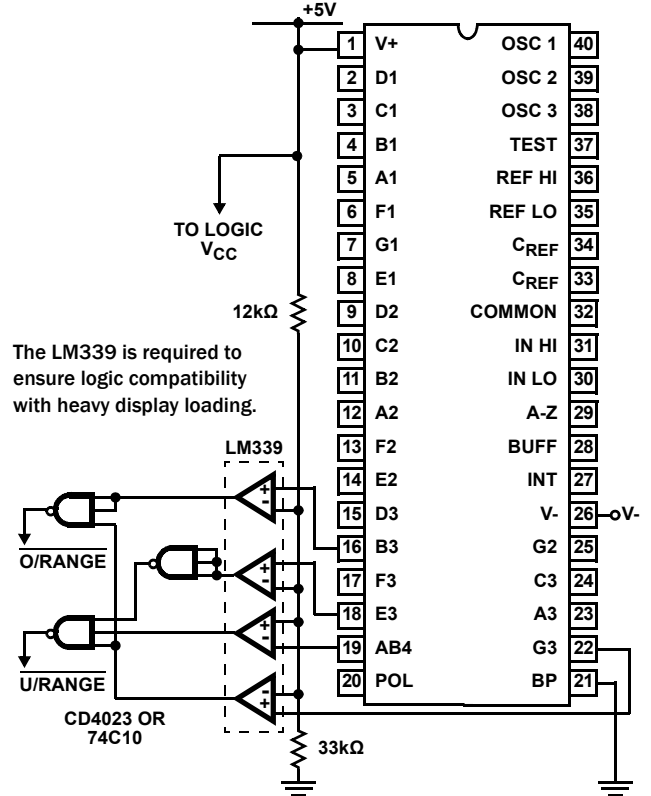 +5V
1 V+ OSC 1 40
2 D1 OSC 2 39
3 C1 OSC 3 38
4 B1 TEST 37
5 A1 REF HI 36
6 F1 REF LO 35
TO LOGIC
VCC
7 G1 CREF 34
8 E1 CREF 33
12kΩ
9 D2 COMMON 32
10 C2 IN HI 31
The LM339 is required to
ensure logic compatibility
with heavy display loading.
11 B2 IN LO 30
12 A2 A-Z 29
13 F2 BUFF 28
LM339
14 E2 INT 27
15 D3 V- 26 V-
16 B3 G2 25
17 F3 C3 24
18 E3 A3 23
19 AB4 G3 22
20 POL BP 21
+
-
O/RANGE
+
-
-
+
U/RANGE
-
+
CD4023 OR
74C10
33kΩ